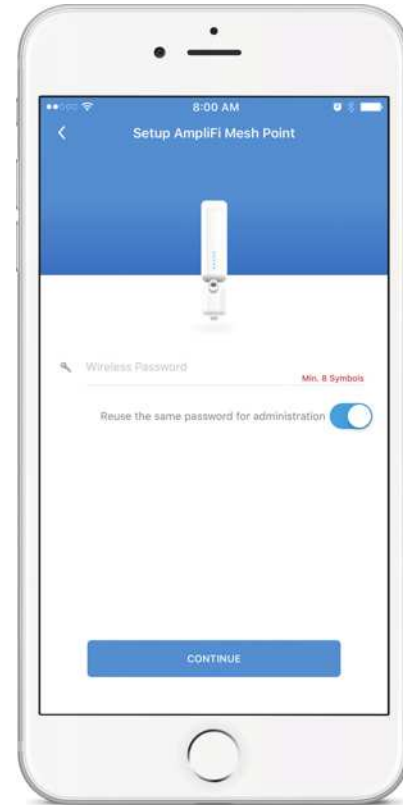 8:00 AM
Setup AmpliFi Mesh Point
Wireless Password
Min. 8 Symbols
Reuse the same password for administration
CONTINUE